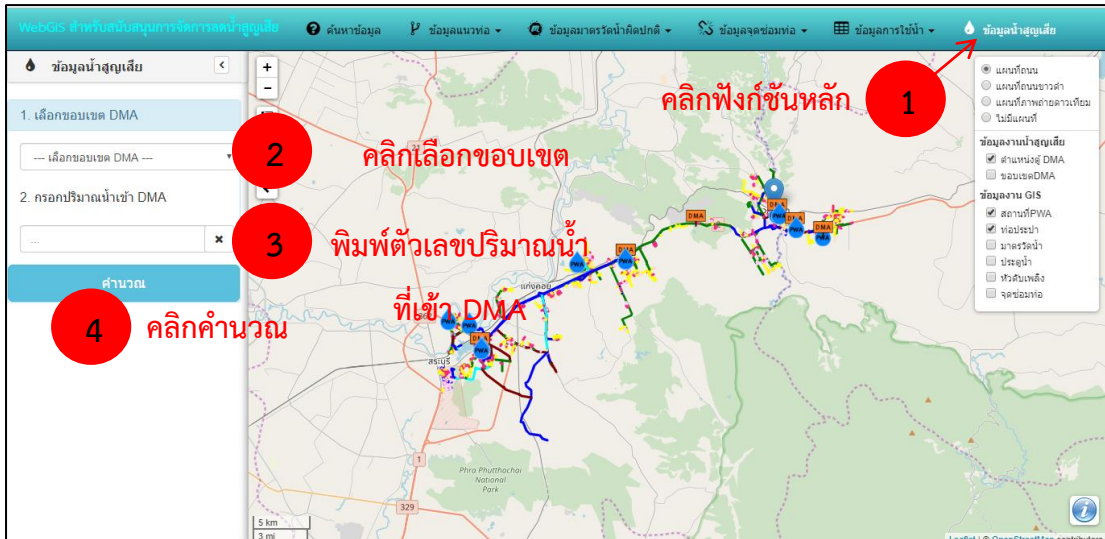 WebGIS สำหรับสนับสนุนการจัดการลดน้ำสูญเสีย
ค้นหาข้อมูล
ข้อมูลแนวท่อ
ข้อมูลมาตรวัดน้ำผิดปกติ
ข้อมูลจุดซ่อมท่อ
ข้อมูลการใช้น้ำ
ข้อมูลน้ำสูญเสีย
ข้อมูลน้ำสูญเสีย
1. เลือกขอบเขต DMA
--- เลือกขอบเขต DMA ---
2. กรอกปริมาณน้ำเข้า DMA
...
คำนวณ
1
คลิกฟังก์ชันหลัก
2
คลิกเลือกขอบเขต
3
พิมพ์ตัวเลขปริมาณน้ำ
ที่เข้า DMA
4
คลิกคำนวณ
แผนที่ถนน
แผนที่ถนนขาวดำ
แผนที่ภาพถ่ายดาวเทียม
ไม่มีแผนที่
ข้อมูลงานน้ำสูญเสีย
ตำแหน่งตู้ DMA
ขอบเขตDMA
ข้อมูลงาน GIS
สถานที่PWA
ท่อประปา
มาตรวัดน้ำ
ประตูน้ำ
หัวดับเพลิง
จุดซ่อมท่อ
+
−
21
DMA
DMA
DMA
DMA
DMA
DMA
PWA
PWA
PWA
PWA
PWA
PWA
PWA
PWA
PWA
แก่งคอย
สระบุรี
362
1
329
Phra Phutthachai
National
Park
5 km
3 mi
Leaflet | © OpenStreetMap contributors